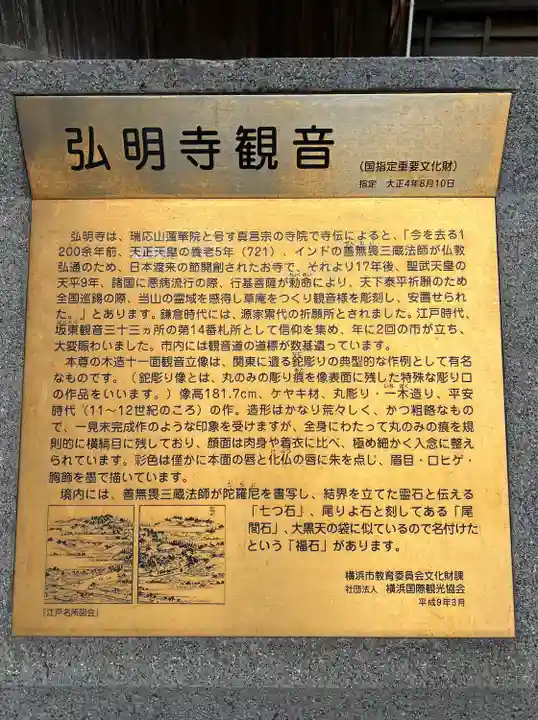 弘明寺観音
(国指定重要文化財)
指定 大正4年8月10日
弘明寺は、瑞応山蓮華院と号す真言宗の寺院で寺伝によると、「今を去る1
200余年前、元正天皇の養老5年(721)、インドの善無畏三蔵法師が仏教
弘通のため、日本渡来の節開創されたお寺で、それより17年後、聖武天皇の
天平9年、諸国に悪病流行の際、行基菩薩が勅命により、天下泰平祈願のため
全国巡錫の際、当山の霊域を感得し草庵をつくり観音様を彫刻し、安置せられ
た。」とあります。鎌倉時代には、源家累代の祈願所とされました。江戸時代、
坂東観音三十三ヵ所の第14番札所として信仰を集め、年に2回の市が立ち、
大変賑わいました。市内には観音道の道標が数基遺っています。
本尊の木造十一面観音立像は、関東に遺る鉈彫りの典型的な作例として有名
なものです。(鉈彫り像とは、丸のみの彫り痕を像表面に残した特殊な彫り口
の作品をいいます。)像高181.7cm、ケヤキ材、丸彫り・一木造り、平安
時代(11〜12世紀のころ)の作。造形はかなり荒々しく、かつ粗略なもの
で、一見未完成作のような印象を受けますが、全身にわたって丸のみの痕を規
則的に横縞目に残しており、顔面は肉身や着衣に比べ、極め細かく入念に整え
られています。彩色は僅かに本面の唇と化仏の唇に朱を点じ、眉目・口ヒゲ・
胸飾を墨で描いています。
境内には、善無畏三蔵法師が陀羅尼を書写し、結界を立てた霊石と伝える
「七つ石」、尾りよ石と刻してある「尾
閭石」、大黒天の袋に似ているので名付けた
という「福石」があります。
横浜市教育委員会文化財課
社団法人 横浜国際観光協会
平成9年3月
「江戸名所図会」